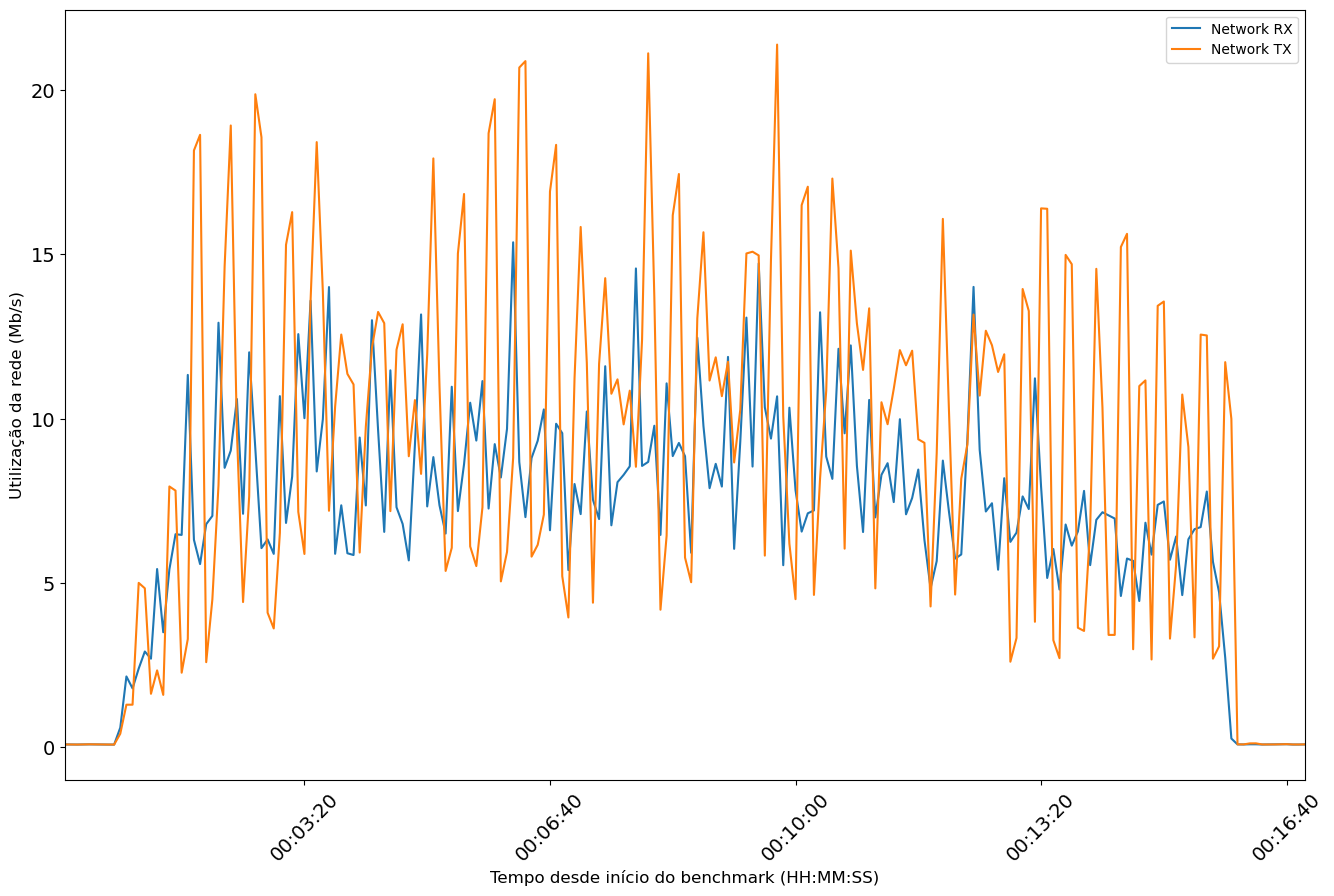 Network RX
Network TX
Utilização da rede (Mb/s)
20
15
10
5
0
00:03:20
00:06:40
00:10:00
00:13:20
00:16:40
Tempo desde início do benchmark (HH:MM:SS)